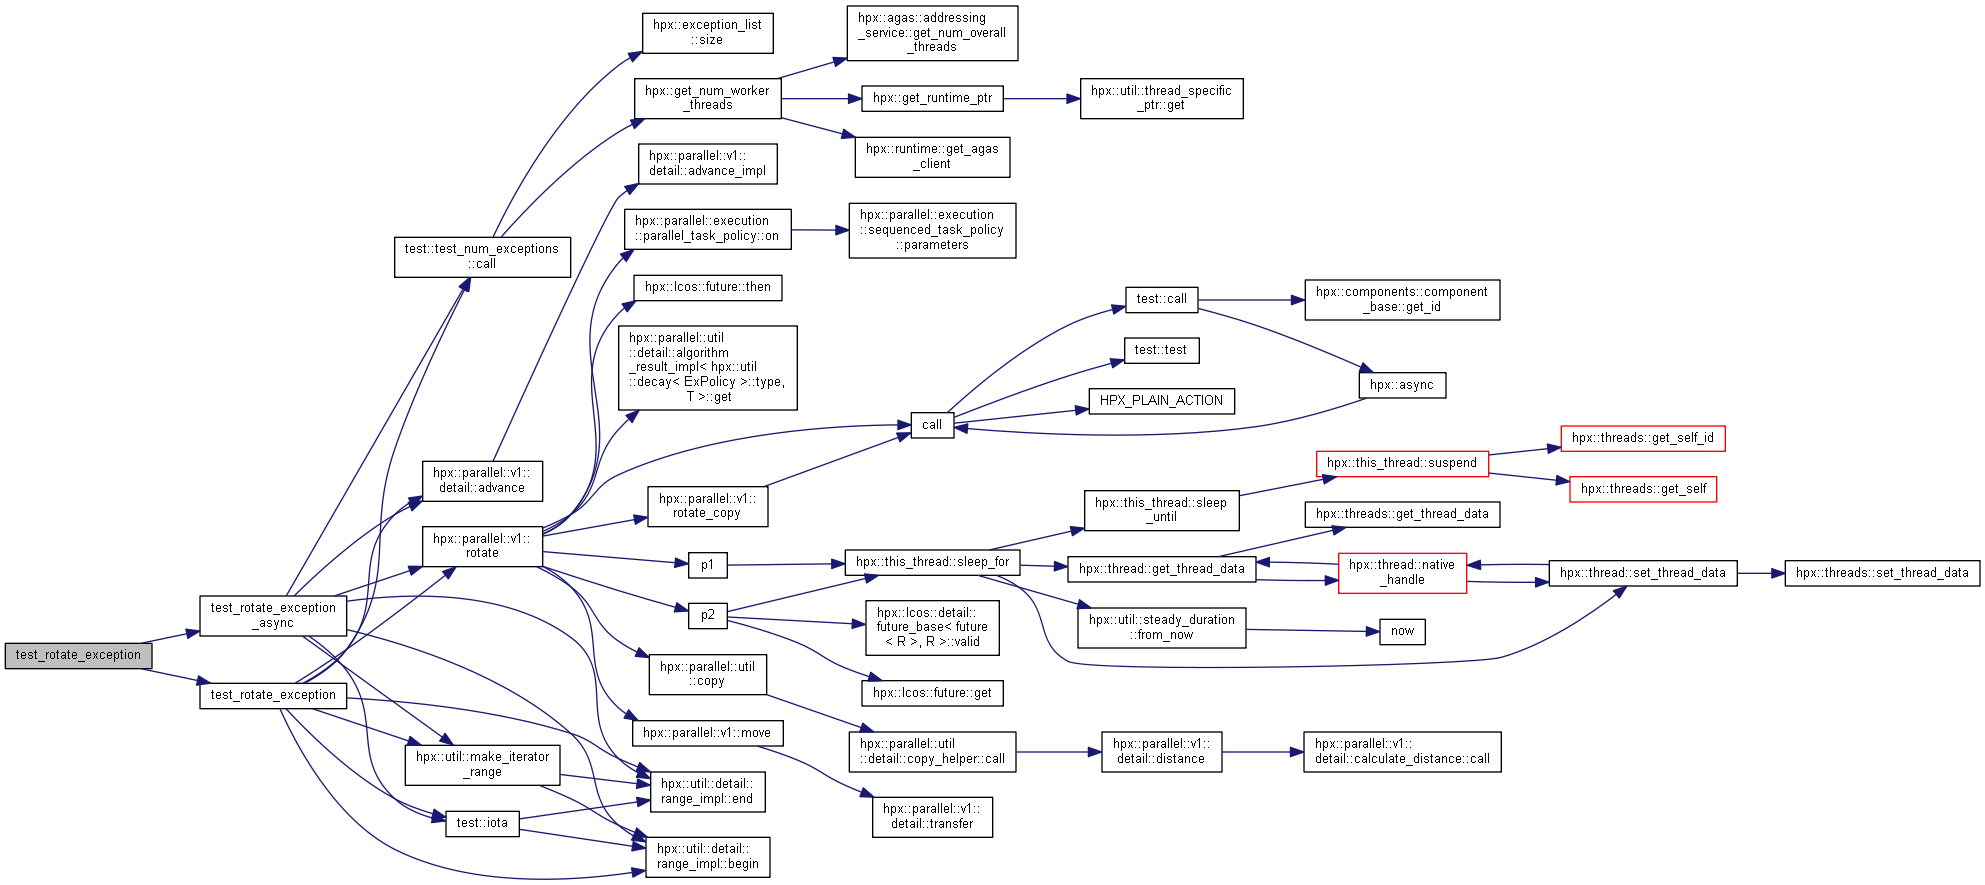 test_rotate_exception
test_rotate_exception
_async
test_rotate_exception
test::test_num_exceptions
::call
hpx::parallel::v1::
detail::advance
hpx::parallel::v1::
rotate
hpx::util::make_iterator
_range
test::iota
hpx::exception_list
::size
hpx::get_num_worker
_threads
hpx::parallel::v1::
detail::advance_impl
hpx::parallel::execution
::parallel_task_policy::on
hpx::lcos::future::then
hpx::parallel::util
::detail::algorithm
_result_impl< hpx::util
::decay< ExPolicy >::type,
T >::get
hpx::parallel::v1::
rotate_copy
p1
p2
hpx::parallel::util
::copy
hpx::parallel::v1::move
hpx::util::detail::
range_impl::end
hpx::util::detail::
range_impl::begin
hpx::agas::addressing
_service::get_num_overall
_threads
hpx::get_runtime_ptr
hpx::runtime::get_agas
_client
hpx::parallel::execution
::sequenced_task_policy
::parameters
call
hpx::this_thread::sleep_for
hpx::lcos::detail::
future_base< future
< R >, R >::valid
hpx::lcos::future::get
hpx::parallel::util
::detail::copy_helper::call
hpx::parallel::v1::
detail::transfer
hpx::util::thread_specific
_ptr::get
test::call
test::test
HPX_PLAIN_ACTION
hpx::this_thread::sleep
_until
hpx::thread::get_thread_data
hpx::util::steady_duration
::from_now
hpx::parallel::v1::
detail::distance
hpx::components::component
_base::get_id
hpx::async
hpx::this_thread::suspend
hpx::threads::get_thread_data
hpx::thread::native
_handle
now
hpx::parallel::v1::
detail::calculate_distance::call
hpx::threads::get_self_id
hpx::threads::get_self
hpx::thread::set_thread_data
hpx::threads::set_thread_data